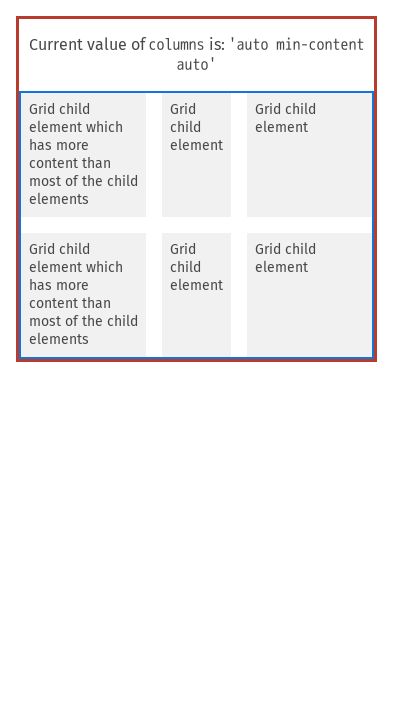 Current value of columns is: 'auto min-content
auto'
Grid child
element which
has more
content than
most of the child
elements
Grid
child
element
Grid child
element
Grid child
element which
has more
content than
most of the child
elements
Grid
child
element
Grid child
element